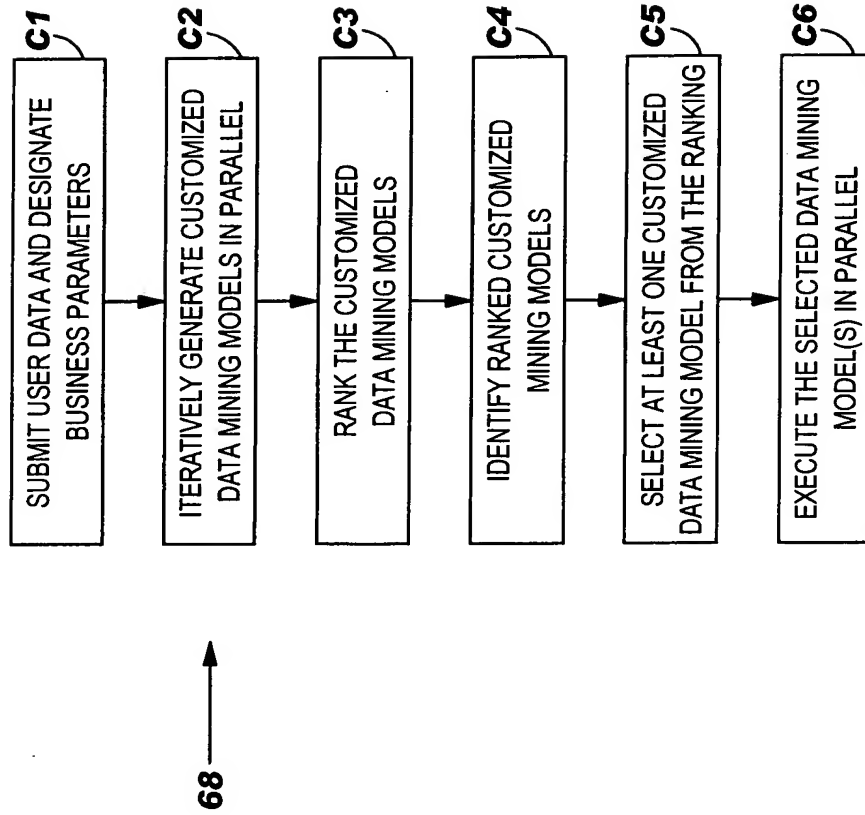 C1
SUBMIT USER DATA AND DESIGNATE
BUSINESS PARAMETERS
C2
ITERATIVELY GENERATE CUSTOMIZED
DATA MINING MODELS IN PARALLEL
C3
RANK THE CUSTOMIZED
DATA MINING MODELS
C4
IDENTIFY RANKED CUSTOMIZED
MINING MODELS
C5
SELECT AT LEAST ONE CUSTOMIZED
DATA MINING MODEL FROM THE RANKING
C6
EXECUTE THE SELECTED DATA MINING
MODEL(S) IN PARALLEL
68